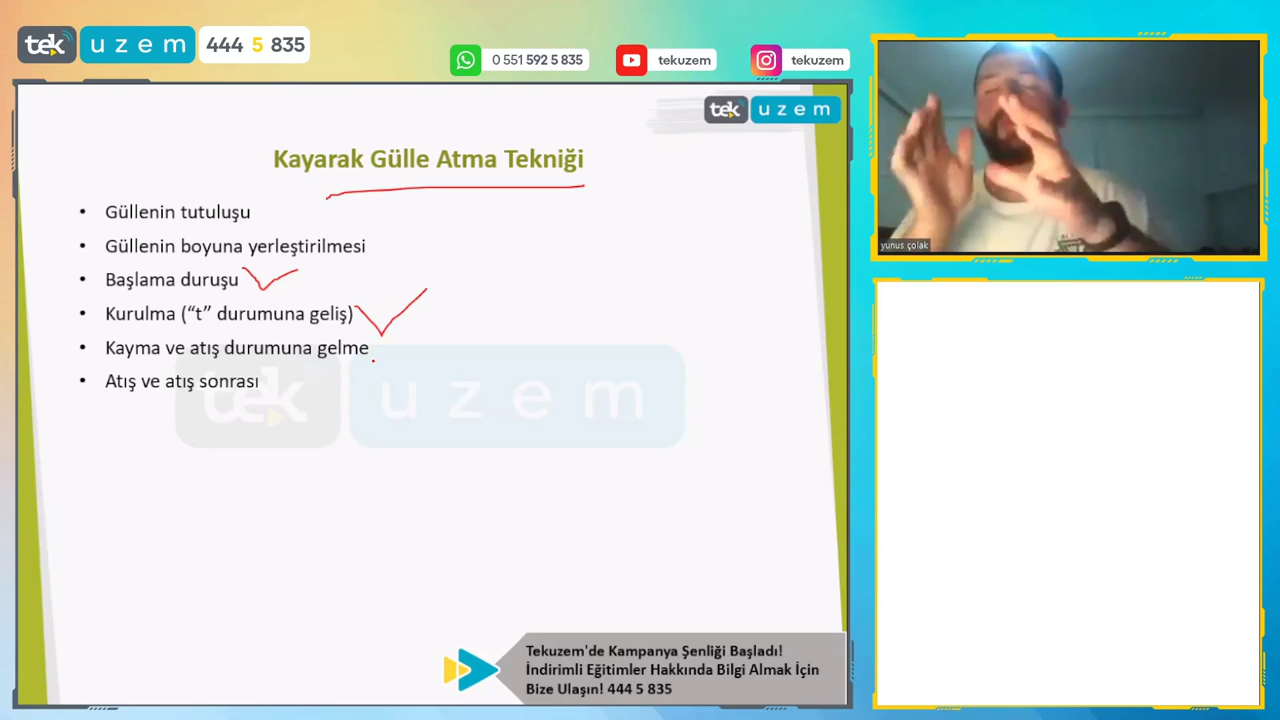 tek uzem 444 5 835
0 551 592 5 835
tekuzem
tekuzem
tek uzem
Kayarak Gülle Atma Tekniği
• Güllenin tutuluşu
• Güllenin boyuna yerleştirilmesi
• Başlama duruşu
• Kurulma (“t” durumuna geliş)
• Kayma ve atış durumuna gelme
• Atış ve atış sonrası
tek uzem
yunus çolak
Tekuzem'de Kampanya Şenliği Başladı!
İndirimli Eğitimler Hakkında Bilgi Almak İçin
Bize Ulaşın! 444 5 835